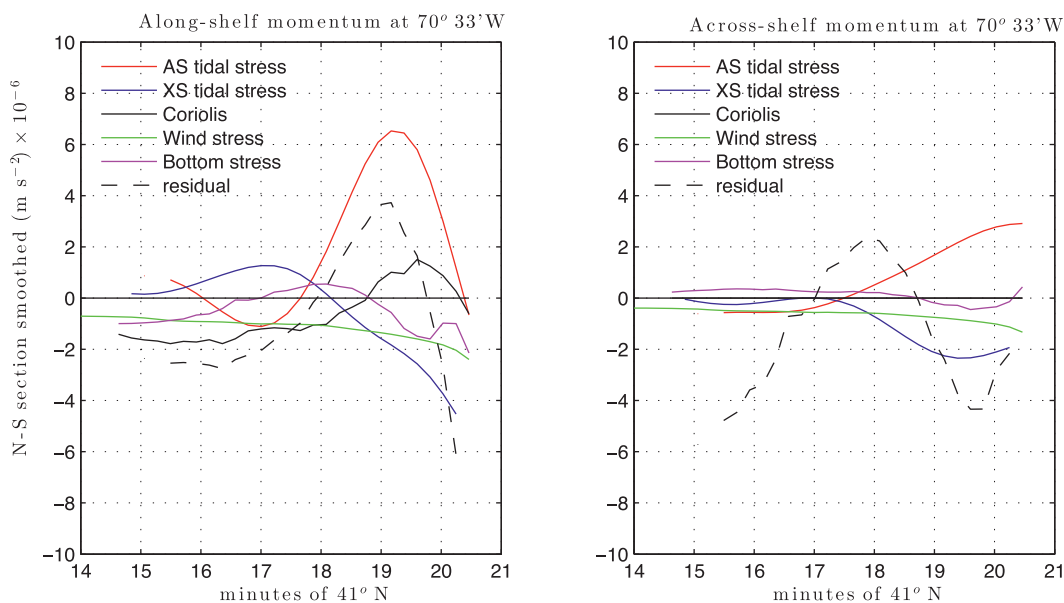 Along-shelf momentum at 70° 33'W
N-S section smoothed (m s⁻²) × 10⁻⁶
10
8
6
4
2
0
−2
−4
−6
−8
−10
AS tidal stress
XS tidal stress
Coriolis
Wind stress
Bottom stress
residual
14 15 16 17 18 19 20 21
minutes of 41° N
Across-shelf momentum at 70° 33'W
10
8
6
4
2
0
−2
−4
−6
−8
−10
AS tidal stress
XS tidal stress
Coriolis
Wind stress
Bottom stress
residual
14 15 16 17 18 19 20 21
minutes of 41° N